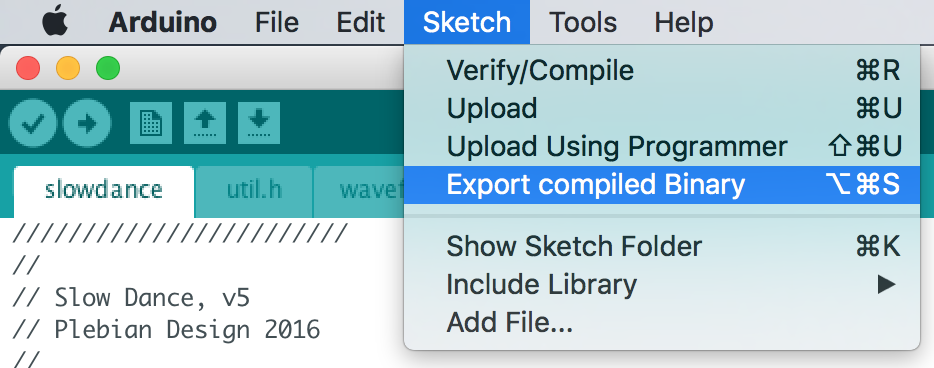 Arduino File Edit Sketch Tools Help
Verify/Compile ⌘R
Upload ⌘U
Upload Using Programmer ⇧⌘U
Export compiled Binary ⌥⌘S
Show Sketch Folder ⌘K
Include Library ▶
Add File...
slowdance util.h
////////////////////////
//
// Slow Dance, v5
// Plebian Design 2016
//